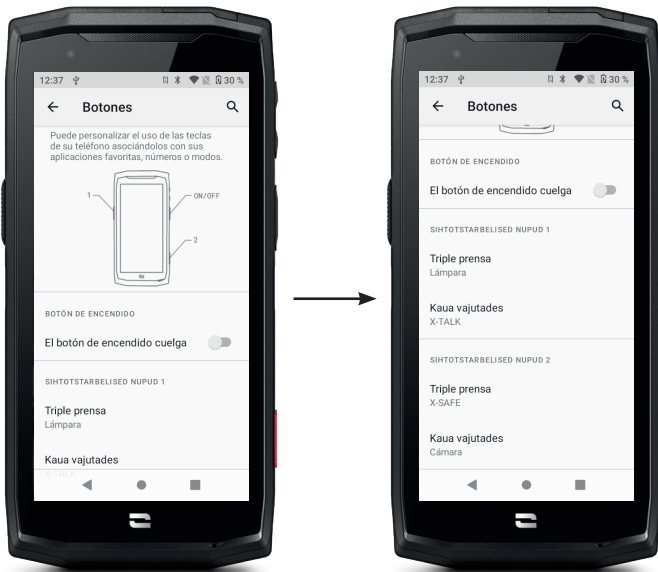 12:37 30 %
Botones
Puede personalizar el uso de las teclas
de su teléfono asociándolos con sus
aplicaciones favoritas, números o modos.
1
ON/OFF
2
BOTÓN DE ENCENDIDO
El botón de encendido cuelga
SIHTOTSTARBELISED NUPUD 1
Triple prensa
Lámpara
Kaua vajutades
X-TALK
12:37 30 %
Botones
BOTÓN DE ENCENDIDO
El botón de encendido cuelga
SIHTOTSTARBELISED NUPUD 1
Triple prensa
Lámpara
Kaua vajutades
X-TALK
SIHTOTSTARBELISED NUPUD 2
Triple prensa
X-SAFE
Kaua vajutades
Cámara